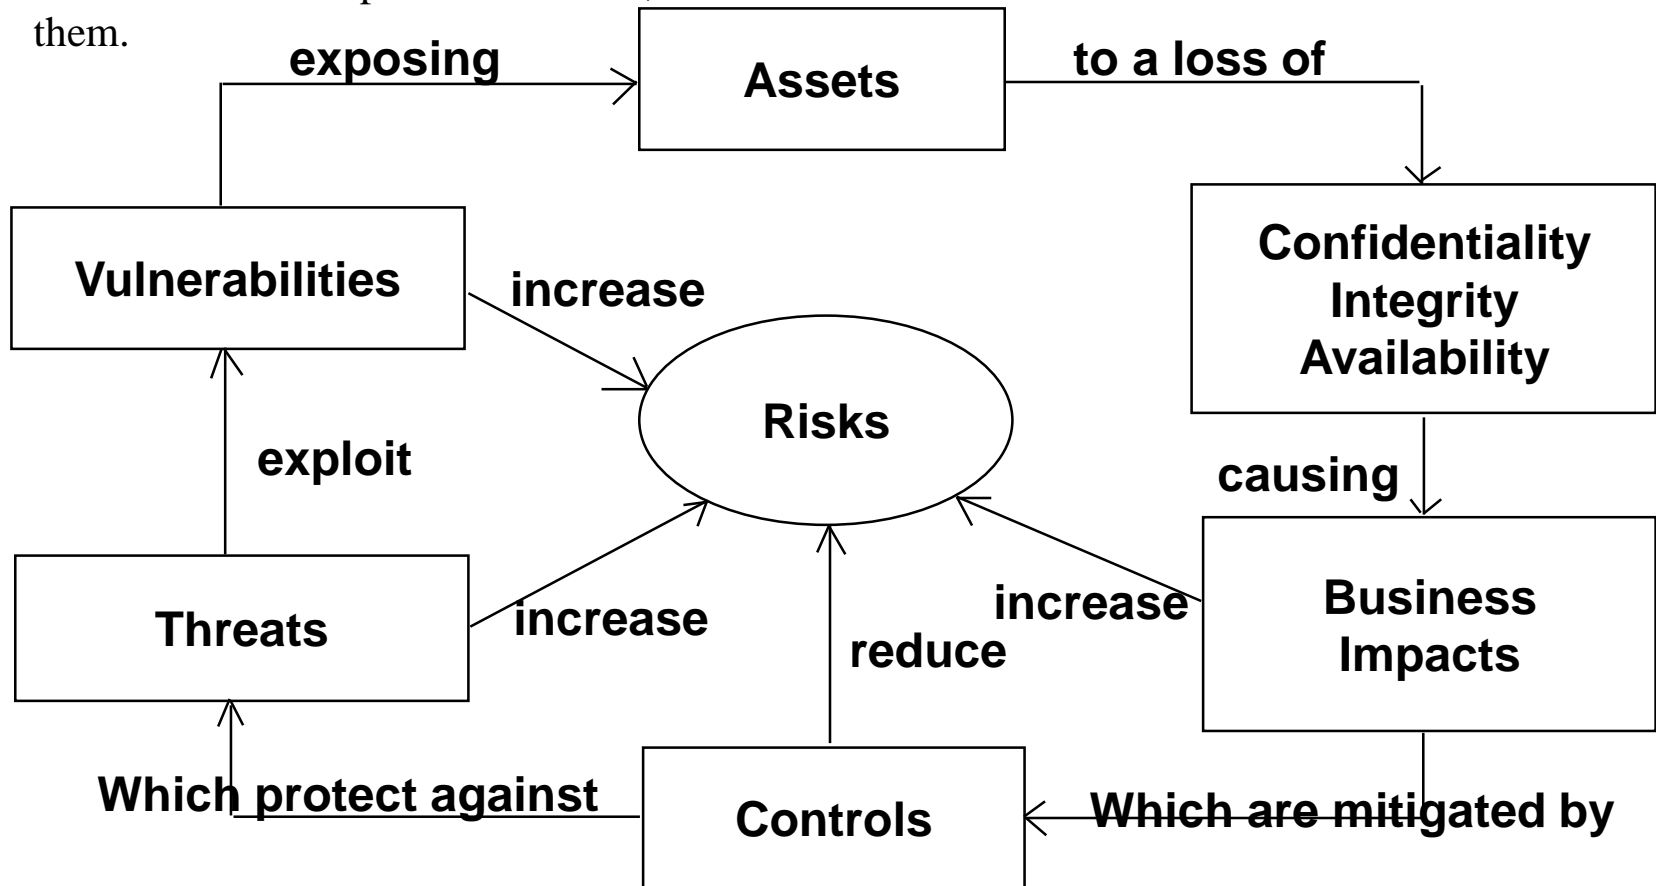 them.
exposing
Assets
to a loss of
Vulnerabilities
increase
Confidentiality
Integrity
Availability
Risks
exploit
causing
Threats
increase
increase
reduce
Business
Impacts
Which protect against
Controls
Which are mitigated by